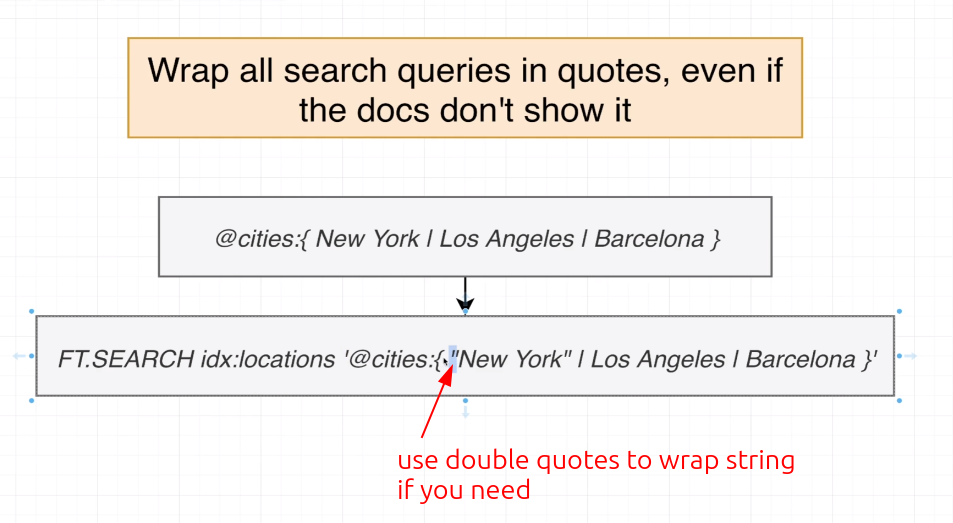 Wrap all search queries in quotes, even if
the docs don't show it
@cities:{ New York | Los Angeles | Barcelona }
FT.SEARCH idx:locations '@cities:{ "New York" | Los Angeles | Barcelona }'
use double quotes to wrap string
if you need